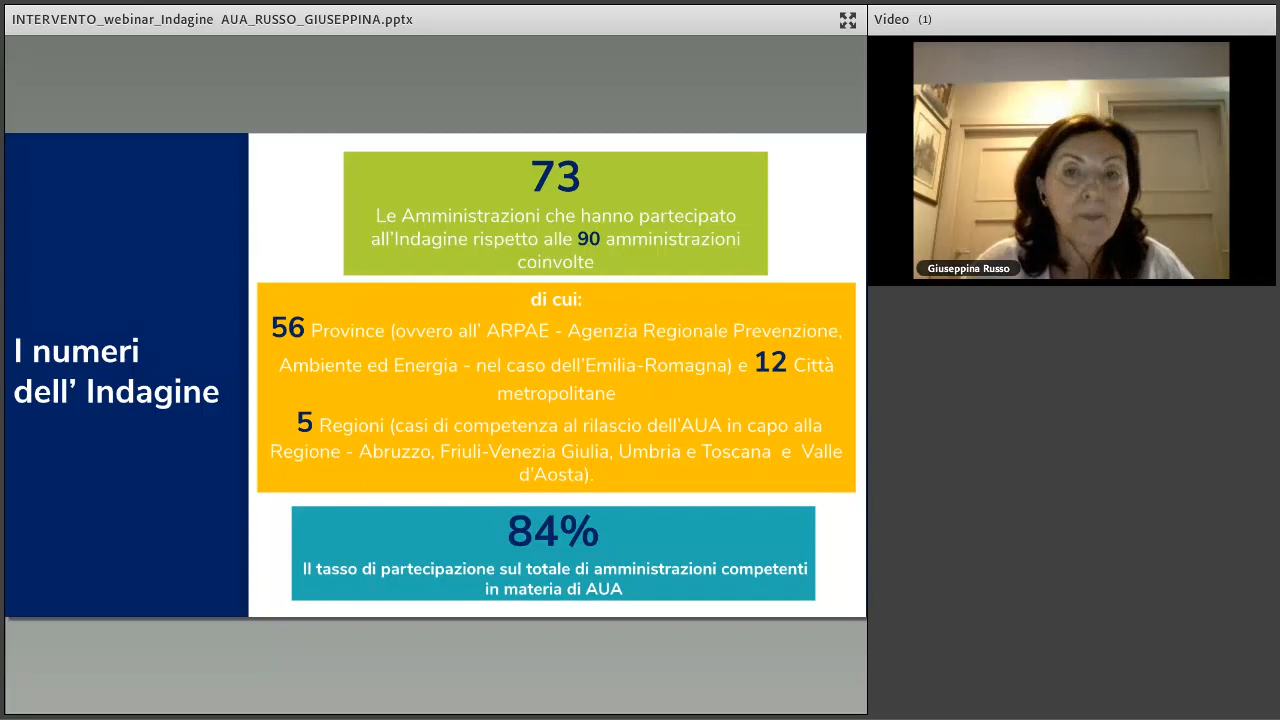 INTERVENTO_webinar_Indagine AUA_RUSSO_GIUSEPPINA.pptx
Video (1)
Giuseppina Russo
I numeri
dell’ Indagine
73
Le Amministrazioni che hanno partecipato
all’Indagine rispetto alle 90 amministrazioni
coinvolte
di cui:
56 Province (ovvero all’ ARPAE - Agenzia Regionale Prevenzione,
Ambiente ed Energia - nel caso dell’Emilia-Romagna) e 12 Città
metropolitane
5 Regioni (casi di competenza al rilascio dell’AUA in capo alla
Regione - Abruzzo, Friuli-Venezia Giulia, Umbria e Toscana e Valle
d’Aosta).
84%
Il tasso di partecipazione sul totale di amministrazioni competenti
in materia di AUA